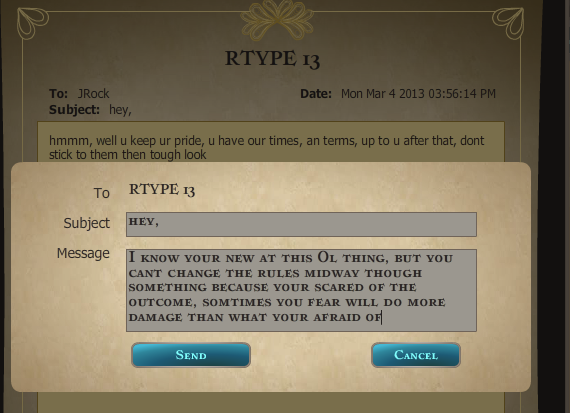 RTYPE 13
To: JRock Date: Mon Mar 4 2013 03:56:14 PM
Subject: hey,
hmmm, well u keep ur pride, u have our times, an terms, up to u after that, dont
stick to them then tough look
To RTYPE 13
Subject HEY,
Message I KNOW YOUR NEW AT THIS OL THING, BUT YOU
CANT CHANGE THE RULES MIDWAY THOUGH
SOMETHING BECAUSE YOUR SCARED OF THE
OUTCOME, SOMTIMES YOU FEAR WILL DO MORE
DAMAGE THAN WHAT YOUR AFRAID OF
Send Cancel